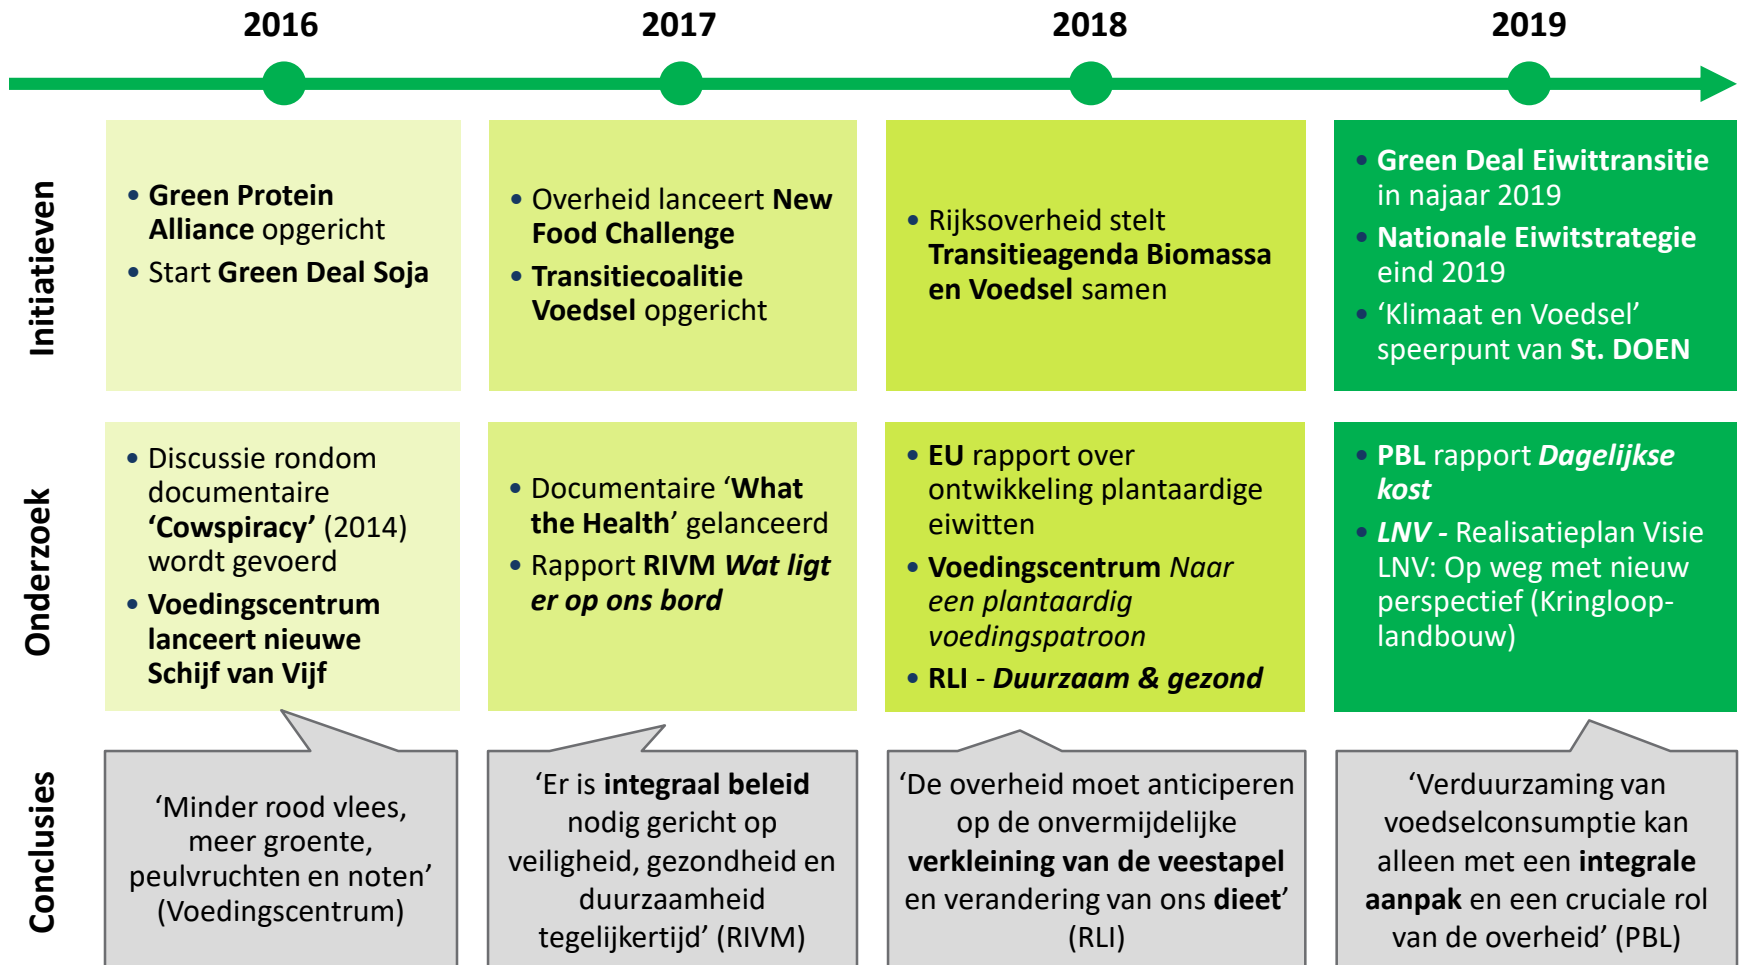 2016
2017
2018
2019
Initiatieven
• Green Protein
Alliance opgericht
• Start Green Deal Soja
• Overheid lanceert New
Food Challenge
• Transitiecoalitie
Voedsel opgericht
• Rijksoverheid stelt
Transitieagenda Biomassa
en Voedsel samen
• Green Deal Eiwittransitie
in najaar 2019
• Nationale Eiwitstrategie
eind 2019
• ‘Klimaat en Voedsel’
speerpunt van St. DOEN
Onderzoek
• Discussie rondom
documentaire
‘Cowspiracy’ (2014)
wordt gevoerd
• Voedingscentrum
lanceert nieuwe
Schijf van Vijf
• Documentaire ‘What
the Health’ gelanceerd
• Rapport RIVM Wat ligt
er op ons bord
• EU rapport over
ontwikkeling plantaardige
eiwitten
• Voedingscentrum Naar
een plantaardig
voedingspatroon
• RLI - Duurzaam & gezond
• PBL rapport Dagelijkse
kost
• LNV - Realisatieplan Visie
LNV: Op weg met nieuw
perspectief (Kringloop-
landbouw)
Conclusies
‘Minder rood vlees,
meer groente,
peulvruchten en noten’
(Voedingscentrum)
‘Er is integraal beleid
nodig gericht op
veiligheid, gezondheid en
duurzaamheid
tegelijkertijd’ (RIVM)
‘De overheid moet anticiperen
op de onvermijdelijke
verkleining van de veestapel
en verandering van ons dieet’
(RLI)
‘Verduurzaming van
voedselconsumptie kan
alleen met een integrale
aanpak en een cruciale rol
van de overheid’ (PBL)